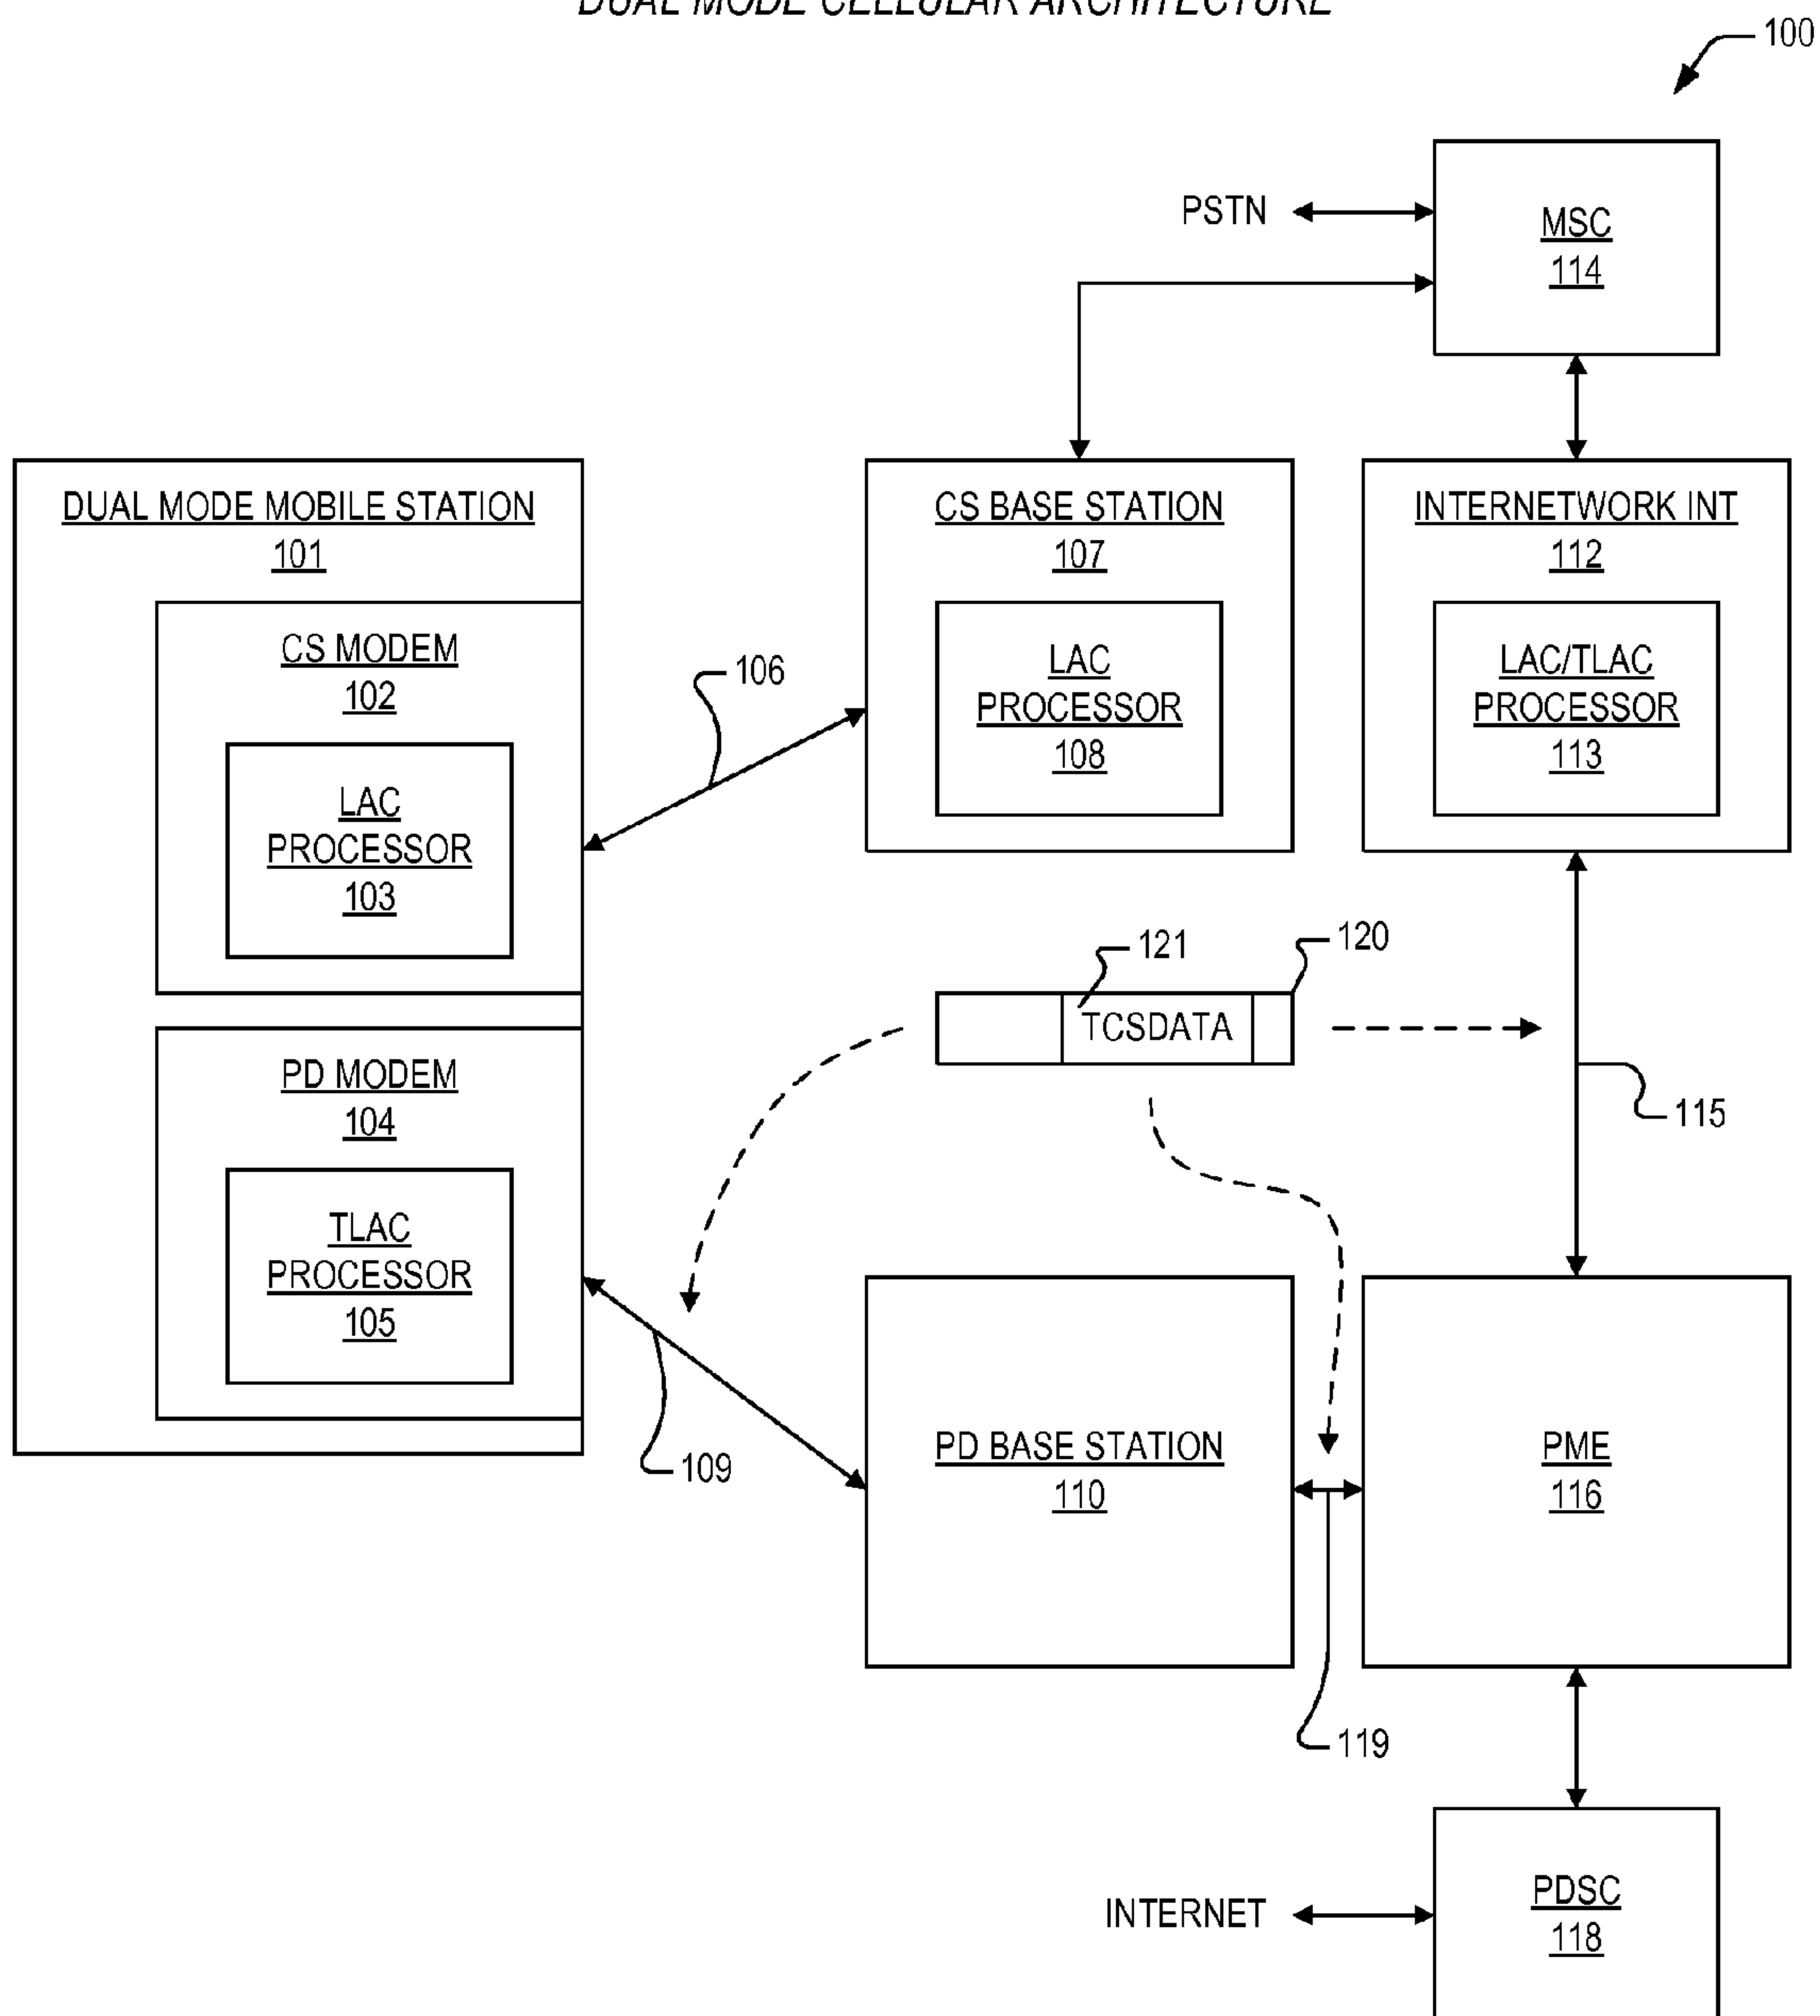 DUAL MODE CELLULAR ARCHITECTURE
100
PSTN
MSC
114
DUAL MODE MOBILE STATION
101
CS MODEM
102
LAC
PROCESSOR
103
106
CS BASE STATION
107
LAC
PROCESSOR
108
INTERNETWORK INT
112
LAC/TLAC
PROCESSOR
113
121
120
TCSDATA
115
PD MODEM
104
TLAC
PROCESSOR
105
109
PD BASE STATION
110
PME
116
119
INTERNET
PDSC
118